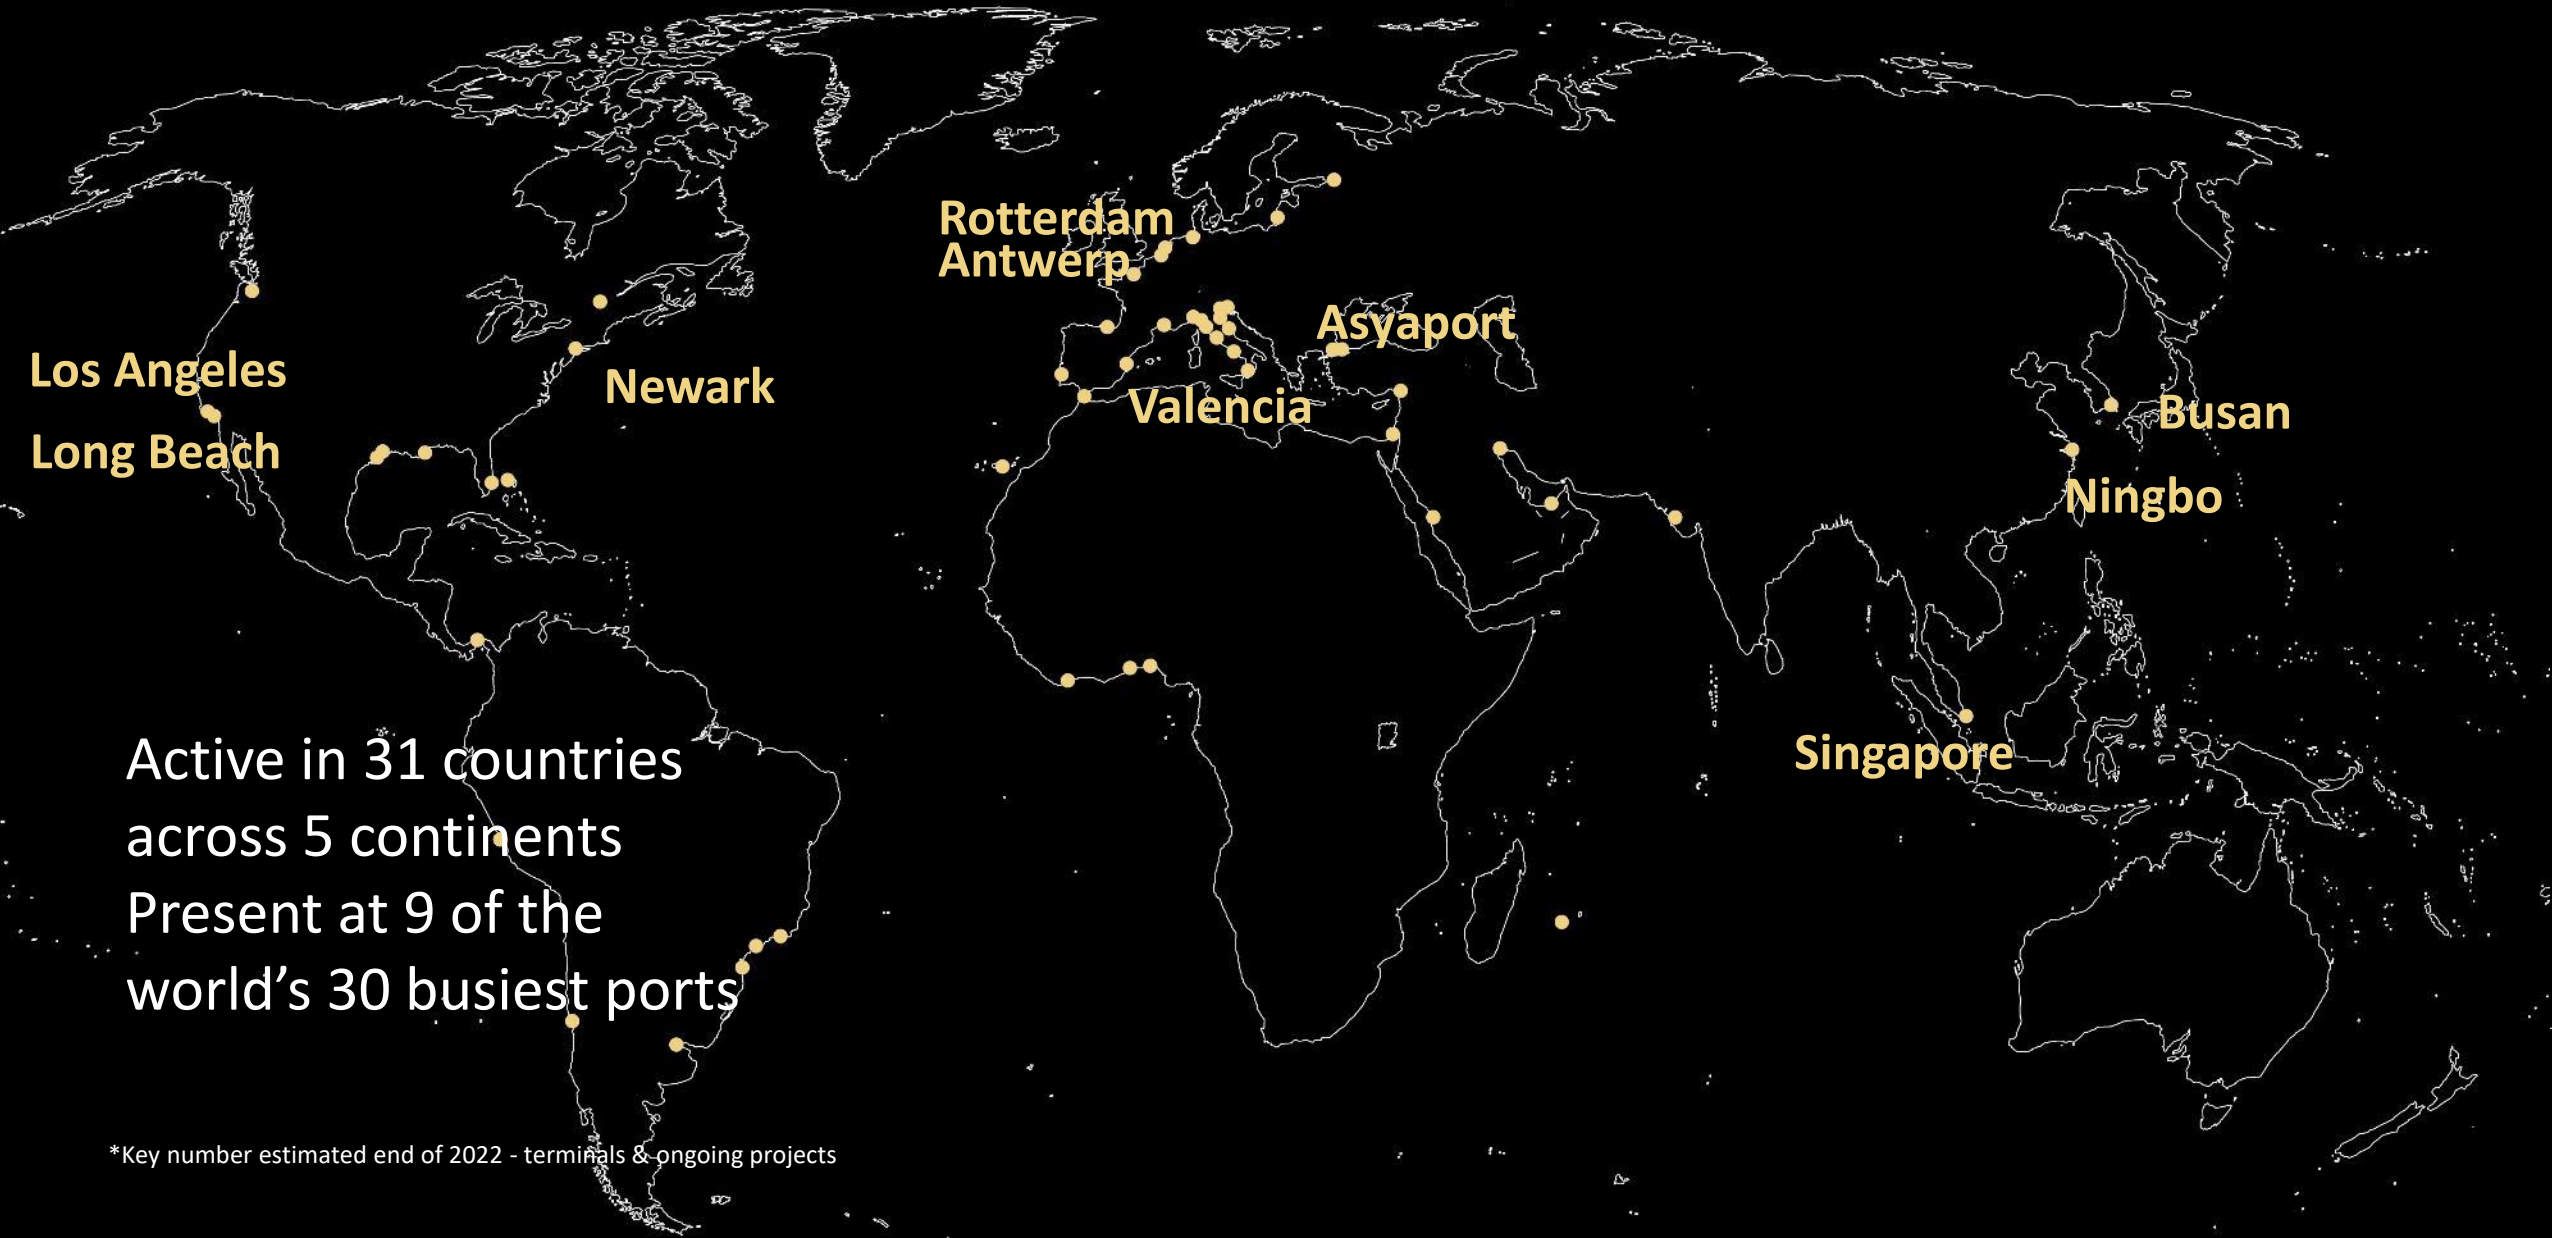 Rotterdam
Antwerp
Asyaport
Los Angeles
Newark
Valencia
Busan
Long Beach
Ningbo
Singapore
Active in 31 countries
across 5 continents
Present at 9 of the
world’s 30 busiest ports
*Key number estimated end of 2022 - terminals & ongoing projects